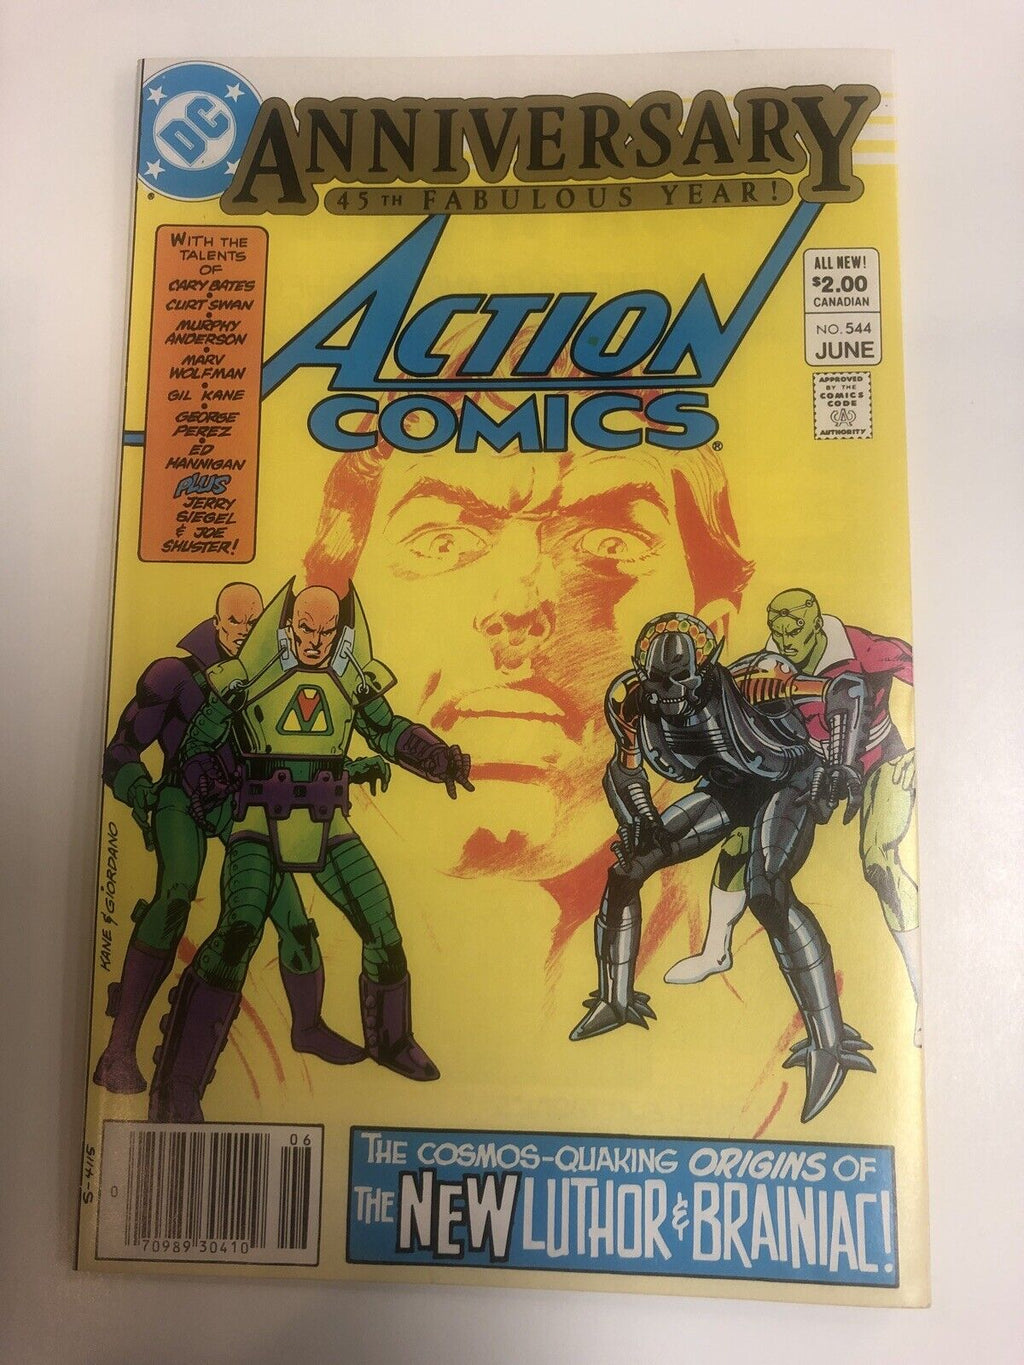 DC
ANNIVERSARY
45TH FABULOUS YEAR!
ACTION
COMICS®
WITH THE
TALENTS
OF
CARY BATES
•
CURT SWAN
•
MURPHY
ANDERSON
•
MARV
WOLFMAN
•
GIL KANE
•
GEORGE
PEREZ
•
ED
HANNIGAN
PLUS
JERRY
SIEGEL
& JOE
SHUSTER!
ALL NEW!
$2.00
CANADIAN
NO. 544
JUNE
APPROVED
BY THE
COMICS
CODE
CA
AUTHORITY
KANE & GIORDANO
S-4115
06
0
70989 30410
THE COSMOS-QUAKING ORIGINS OF
THE NEW LUTHOR & BRAINIAC!